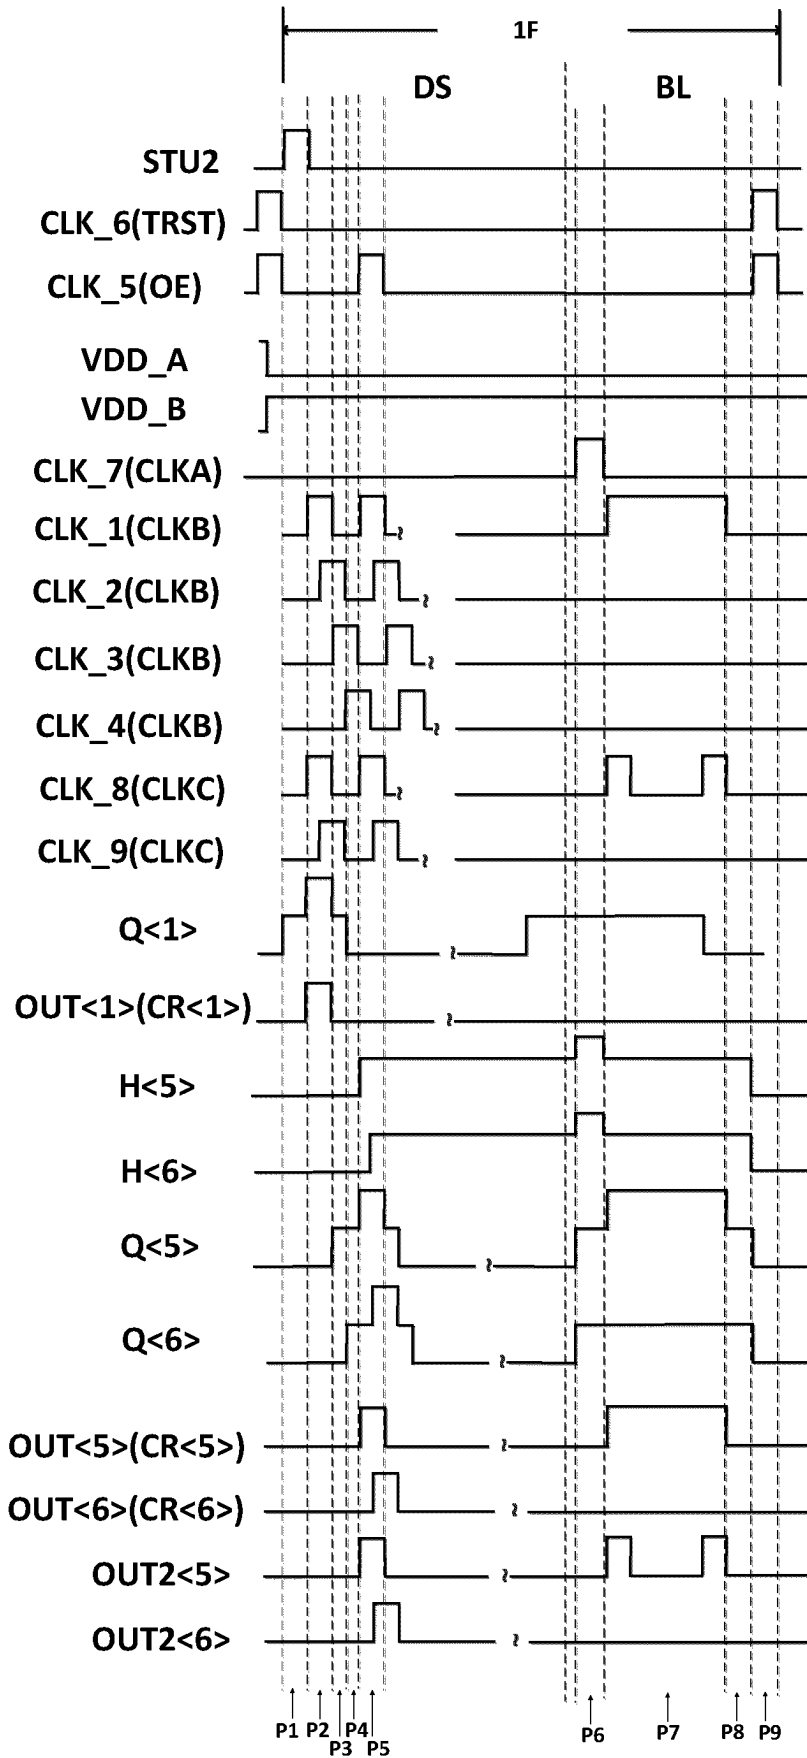 1F
DS BL
STU2
CLK_6(TRST)
CLK_5(OE)
VDD_A
VDD_B
CLK_7(CLKA)
CLK_1(CLKB)
CLK_2(CLKB)
CLK_3(CLKB)
CLK_4(CLKB)
CLK_8(CLKC)
CLK_9(CLKC)
Q<1>
OUT<1>(CR<1>)
H<5>
H<6>
Q<5>
Q<6>
OUT<5>(CR<5>)
OUT<6>(CR<6>)
OUT2<5>
OUT2<6>
P1 P2 P3 P4 P5 P6 P7 P8 P9